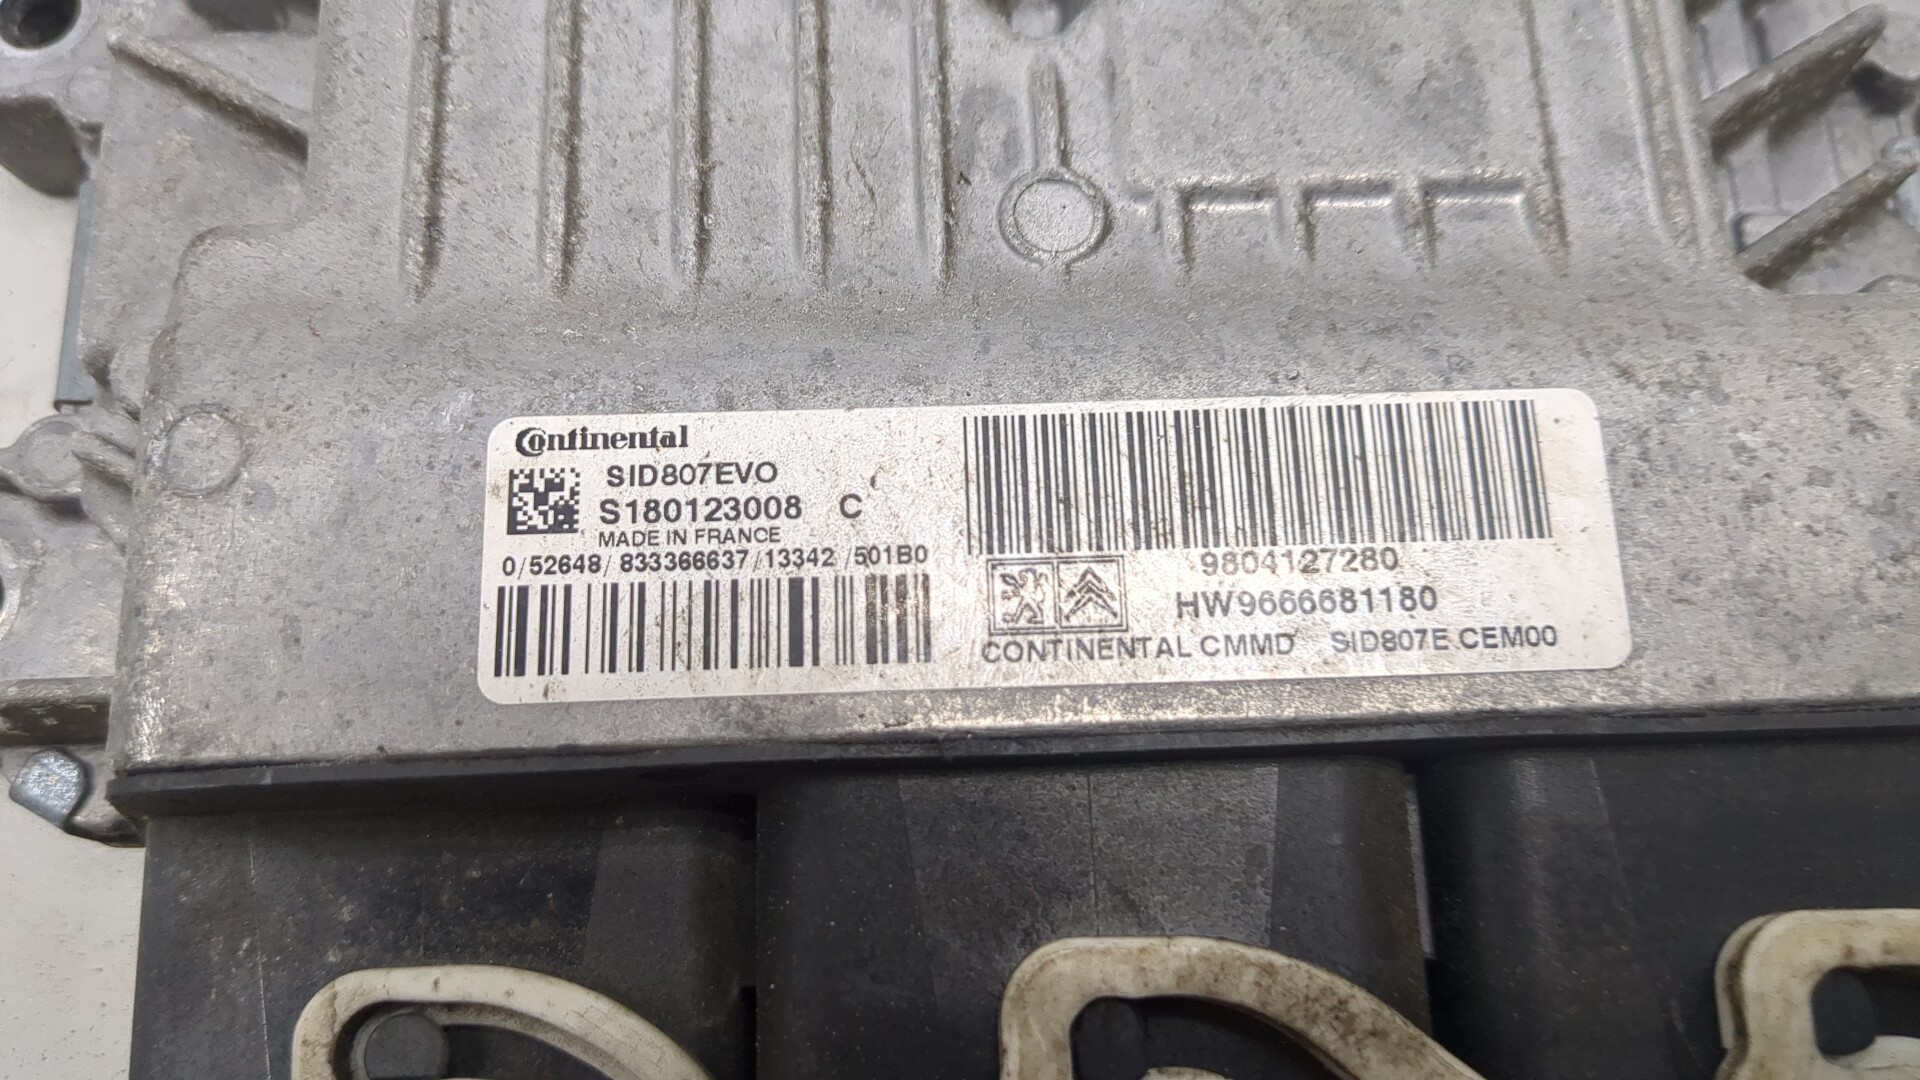 Continental
SID807EVO
S180123008 C
MADE IN FRANCE
0/52648/833366637/13342/501B0
9804127280
HW9666681180
CONTINENTAL CMMD SID807E CEM00